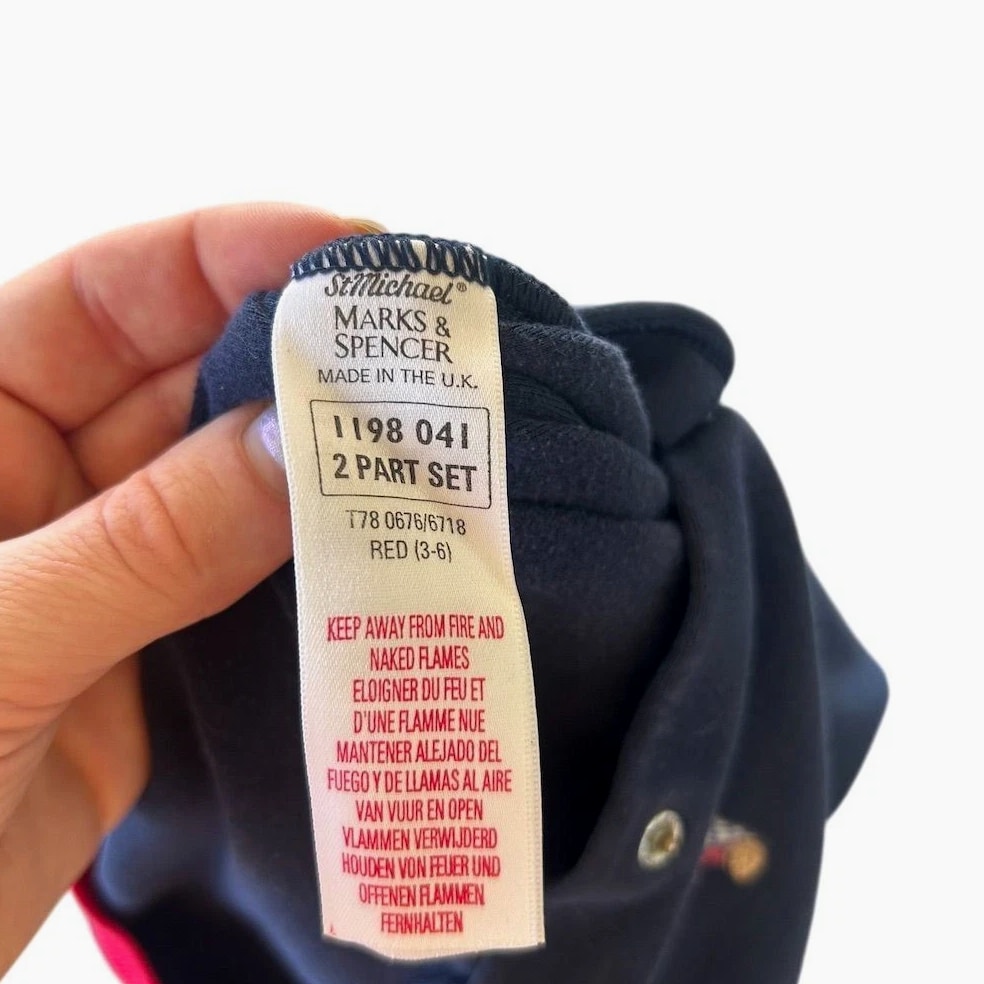 StMichael®
MARKS &
SPENCER
MADE IN THE U.K.
1198 041
2 PART SET
T78 0676/6718
RED (3-6)
KEEP AWAY FROM FIRE AND
NAKED FLAMES
ELOIGNER DU FEU ET
D'UNE FLAMME NUE
MANTENER ALEJADO DEL
FUEGO Y DE LLAMAS AL AIRE
VAN VUUR EN OPEN
VLAMMEN VERWIJDERD
HOUDEN VON FEUER UND
OFFENEN FLAMMEN
FERNHALTEN